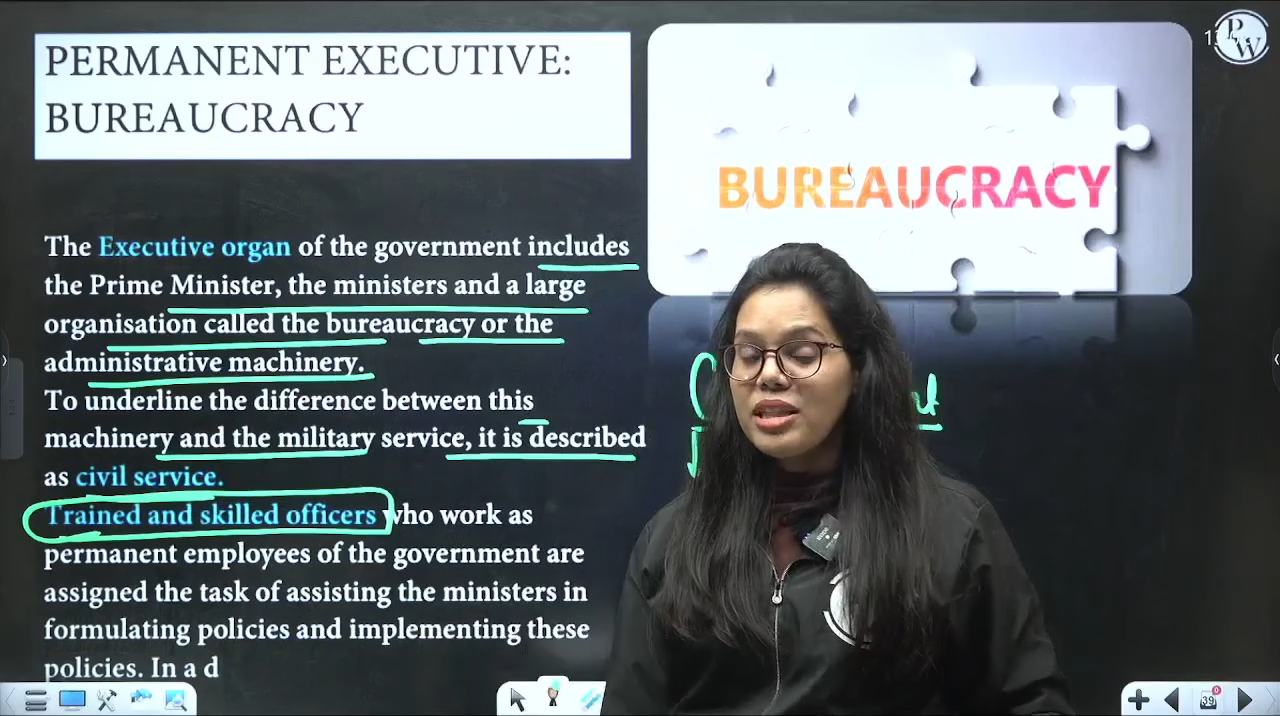 PERMANENT EXECUTIVE:
BUREAUCRACY
PW
BUREAUCRACY
The Executive organ of the government includes
the Prime Minister, the ministers and a large
organisation called the bureaucracy or the
administrative machinery.
To underline the difference between this
machinery and the military service, it is described
as civil service.
Trained and skilled officers who work as
permanent employees of the government are
assigned the task of assisting the ministers in
formulating policies and implementing these
policies. In a d
39